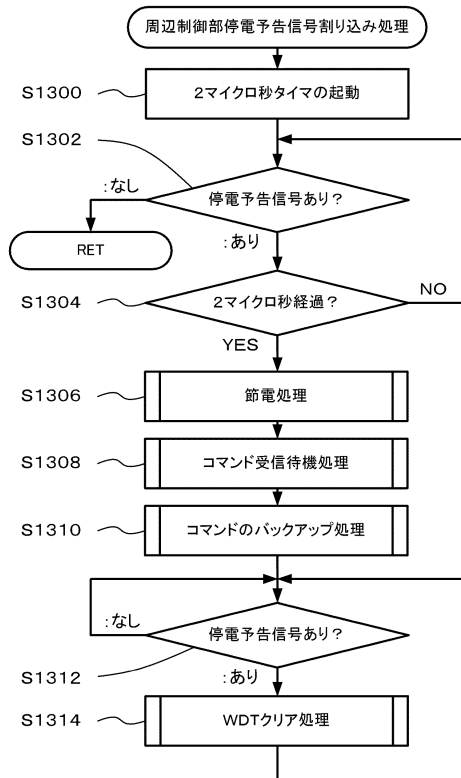 周辺制御部停電予告信号割り込み処理
S1300
2マイクロ秒タイマの起動
S1302
停電予告信号あり？
:なし
RET
:あり
S1304
2マイクロ秒経過？
NO
YES
S1306
節電処理
S1308
コマンド受信待機処理
S1310
コマンドのバックアップ処理
停電予告信号あり？
:なし
S1312
:あり
S1314
WDTクリア処理